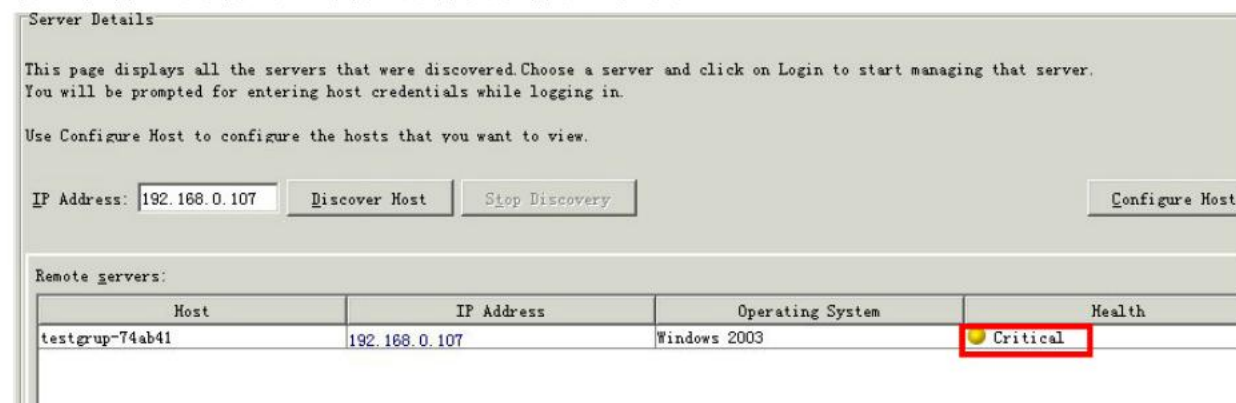 Server Details
This page displays all the servers that were discovered.Choose a server and click on Login to start managing that server.
You will be prompted for entering host credentials while logging in.
Use Configure Host to configure the hosts that you want to view.
IP Address: 192.168.0.107 Discover Host Stop Discovery Configure Host
Remote servers:
Host IP Address Operating System Health
testgrup-74ab41 192.168.0.107 Windows 2003 Critical